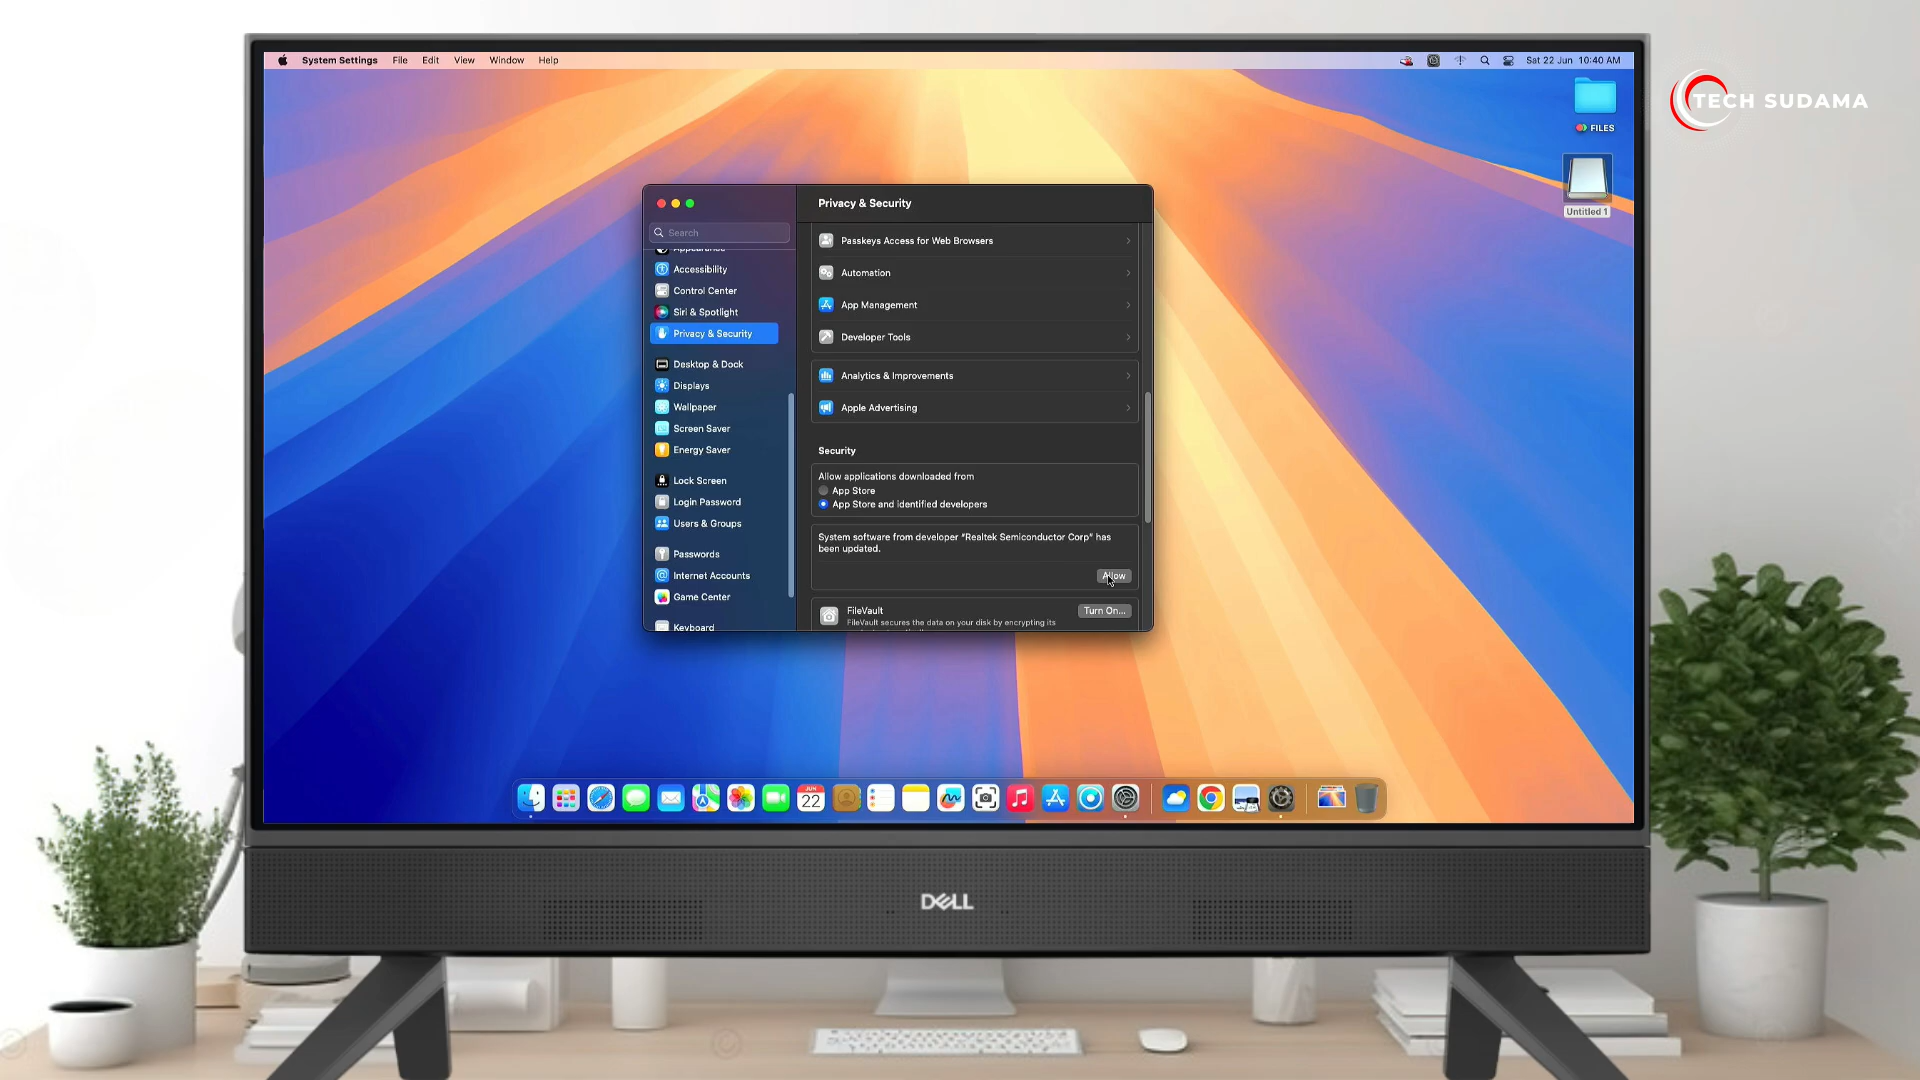 System Settings File Edit View Window Help
Sat 22 Jun 10:40 AM
TECH SUDAMA
FILES
Untitled 1
Privacy & Security
Search
Appearance
Accessibility
Control Center
Siri & Spotlight
Privacy & Security
Desktop & Dock
Displays
Wallpaper
Screen Saver
Energy Saver
Lock Screen
Login Password
Users & Groups
Passwords
Internet Accounts
Game Center
Keyboard
Passkeys Access for Web Browsers
Automation
App Management
Developer Tools
Analytics & Improvements
Apple Advertising
Security
Allow applications downloaded from
App Store
App Store and identified developers
System software from developer “Realtek Semiconductor Corp” has
been updated.
Allow
FileVault
Turn On...
FileVault secures the data on your disk by encrypting its
JUN
22
DELL